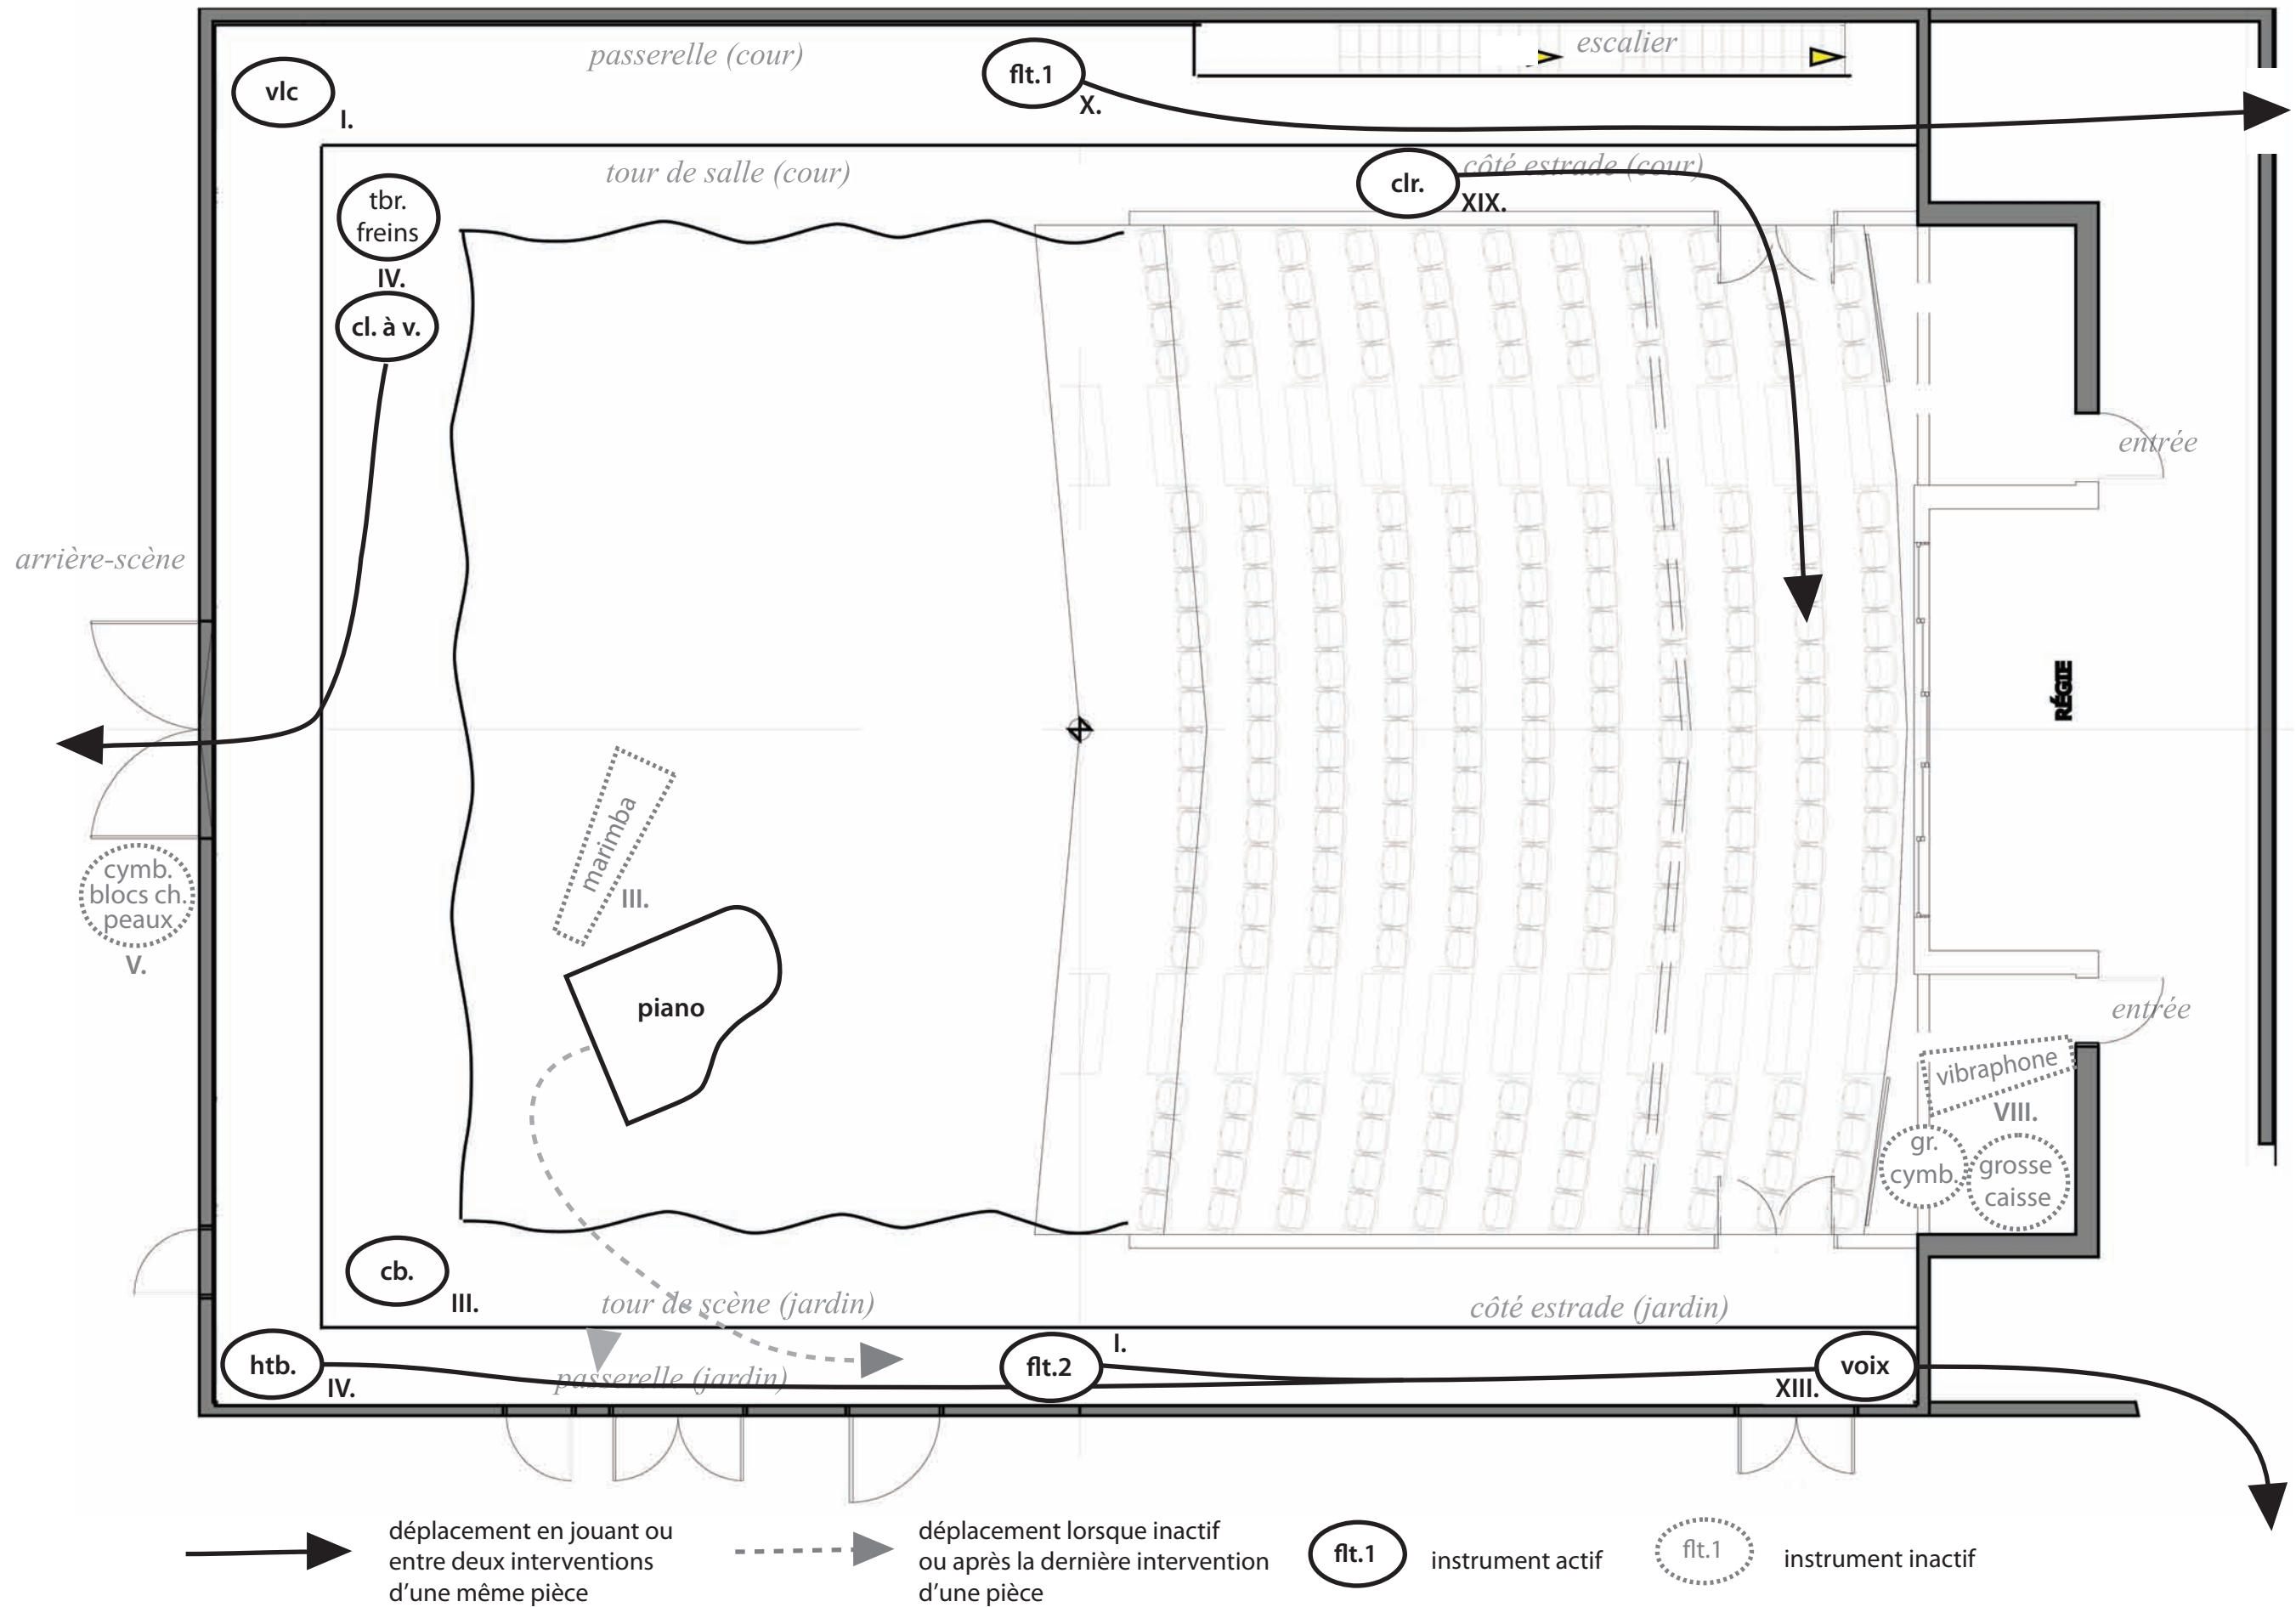 passerelle (cour)
escalier
vlc
I.
flt.1
X.
tour de salle (cour)
côté estrade (cour)
clr.
XIX.
tbr.
freins
IV.
cl. à v.
entrée
arrière-scène
RÉGIE
marimba
III.
cymb.
blocs ch.
peaux
V.
piano
entrée
vibraphone
VIII.
gr.
cymb.
grosse
caisse
cb.
III.
tour de scène (jardin)
côté estrade (jardin)
htb.
IV.
passerelle (jardin)
flt.2
I.
voix
XIII.
déplacement en jouant ou
entre deux interventions
d’une même pièce
déplacement lorsque inactif
ou après la dernière intervention
d’une pièce
flt.1
instrument actif
flt.1
instrument inactif